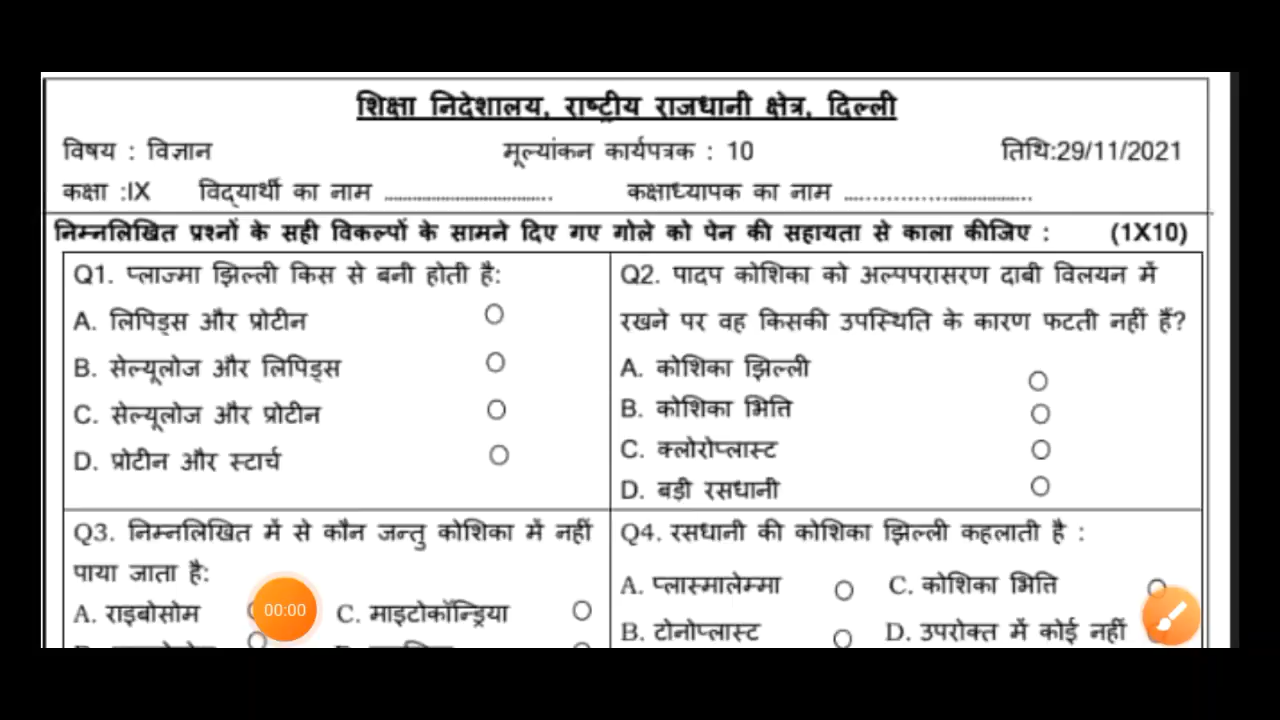 शिक्षा निदेशालय, राष्ट्रीय राजधानी क्षेत्र, दिल्ली
विषय : विज्ञान मूल्यांकन कार्यपत्रक : 10 तिथि:29/11/2021
कक्षा :IX विद्यार्थी का नाम ................................... कक्षाध्यापक का नाम ...................................
निम्नलिखित प्रश्नों के सही विकल्पों के सामने दिए गए गोले को पेन की सहायता से काला कीजिए : (1X10)
Q1. प्लाज्मा झिल्ली किस से बनी होती है:
A. लिपिड्स और प्रोटीन
B. सेल्यूलोज और लिपिड्स
C. सेल्यूलोज और प्रोटीन
D. प्रोटीन और स्टार्च
Q2. पादप कोशिका को अल्पपरासरण दाबी विलयन में
रखने पर वह किसकी उपस्थिति के कारण फटती नहीं हैं?
A. कोशिका झिल्ली
B. कोशिका भित्ति
C. क्लोरोप्लास्ट
D. बड़ी रसधानी
Q3. निम्नलिखित में से कौन जन्तु कोशिका में नहीं
पाया जाता है:
A. राइबोसोम C. माइटोकॉन्ड्रिया
00:00
Q4. रसधानी की कोशिका झिल्ली कहलाती है :
A. प्लास्मालेम्मा C. कोशिका भित्ति
B. टोनोप्लास्ट D. उपरोक्त में कोई नहीं